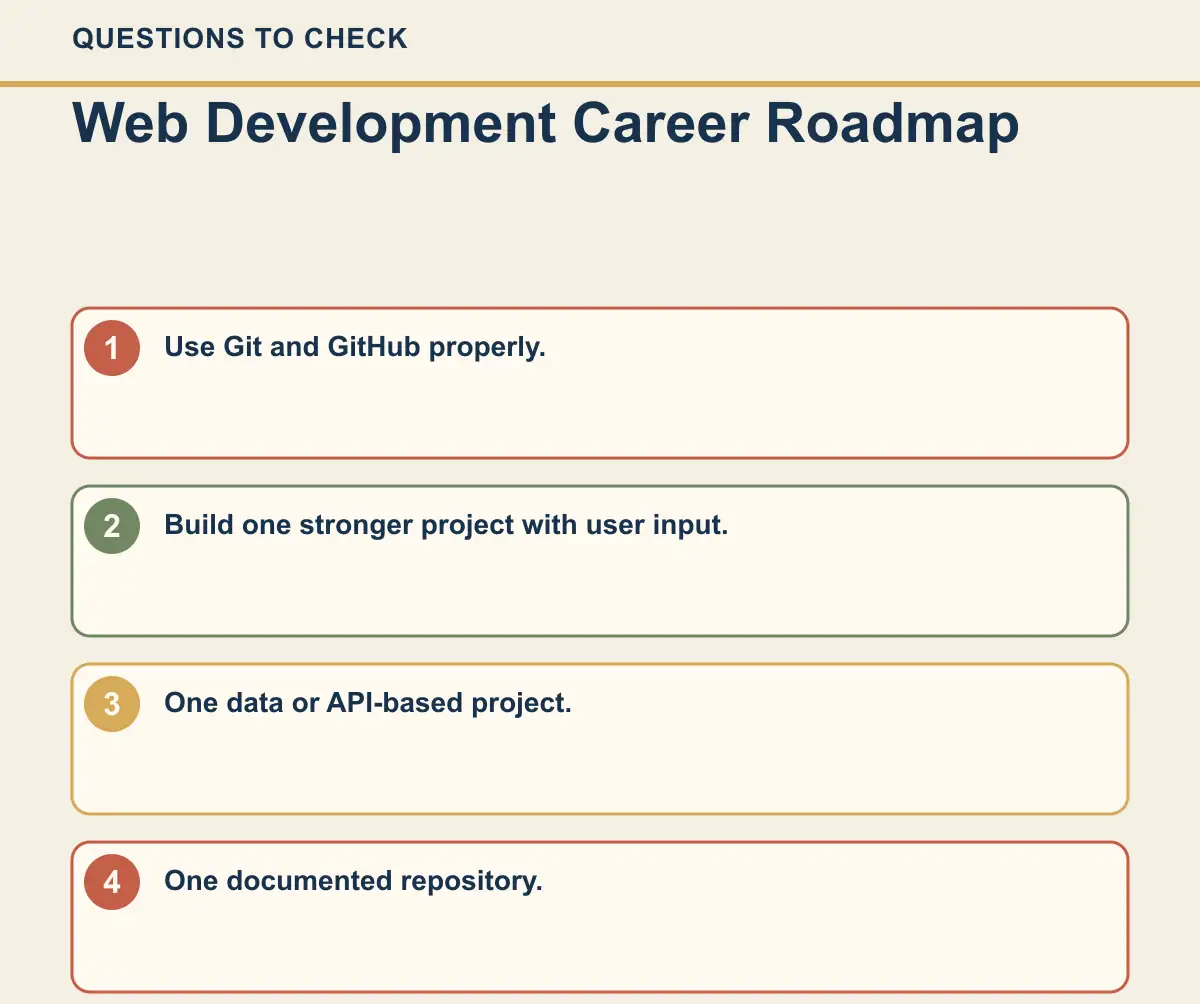 QUESTIONS TO CHECK
Web Development Career Roadmap
1 Use Git and GitHub properly.
2 Build one stronger project with user input.
3 One data or API-based project.
4 One documented repository.